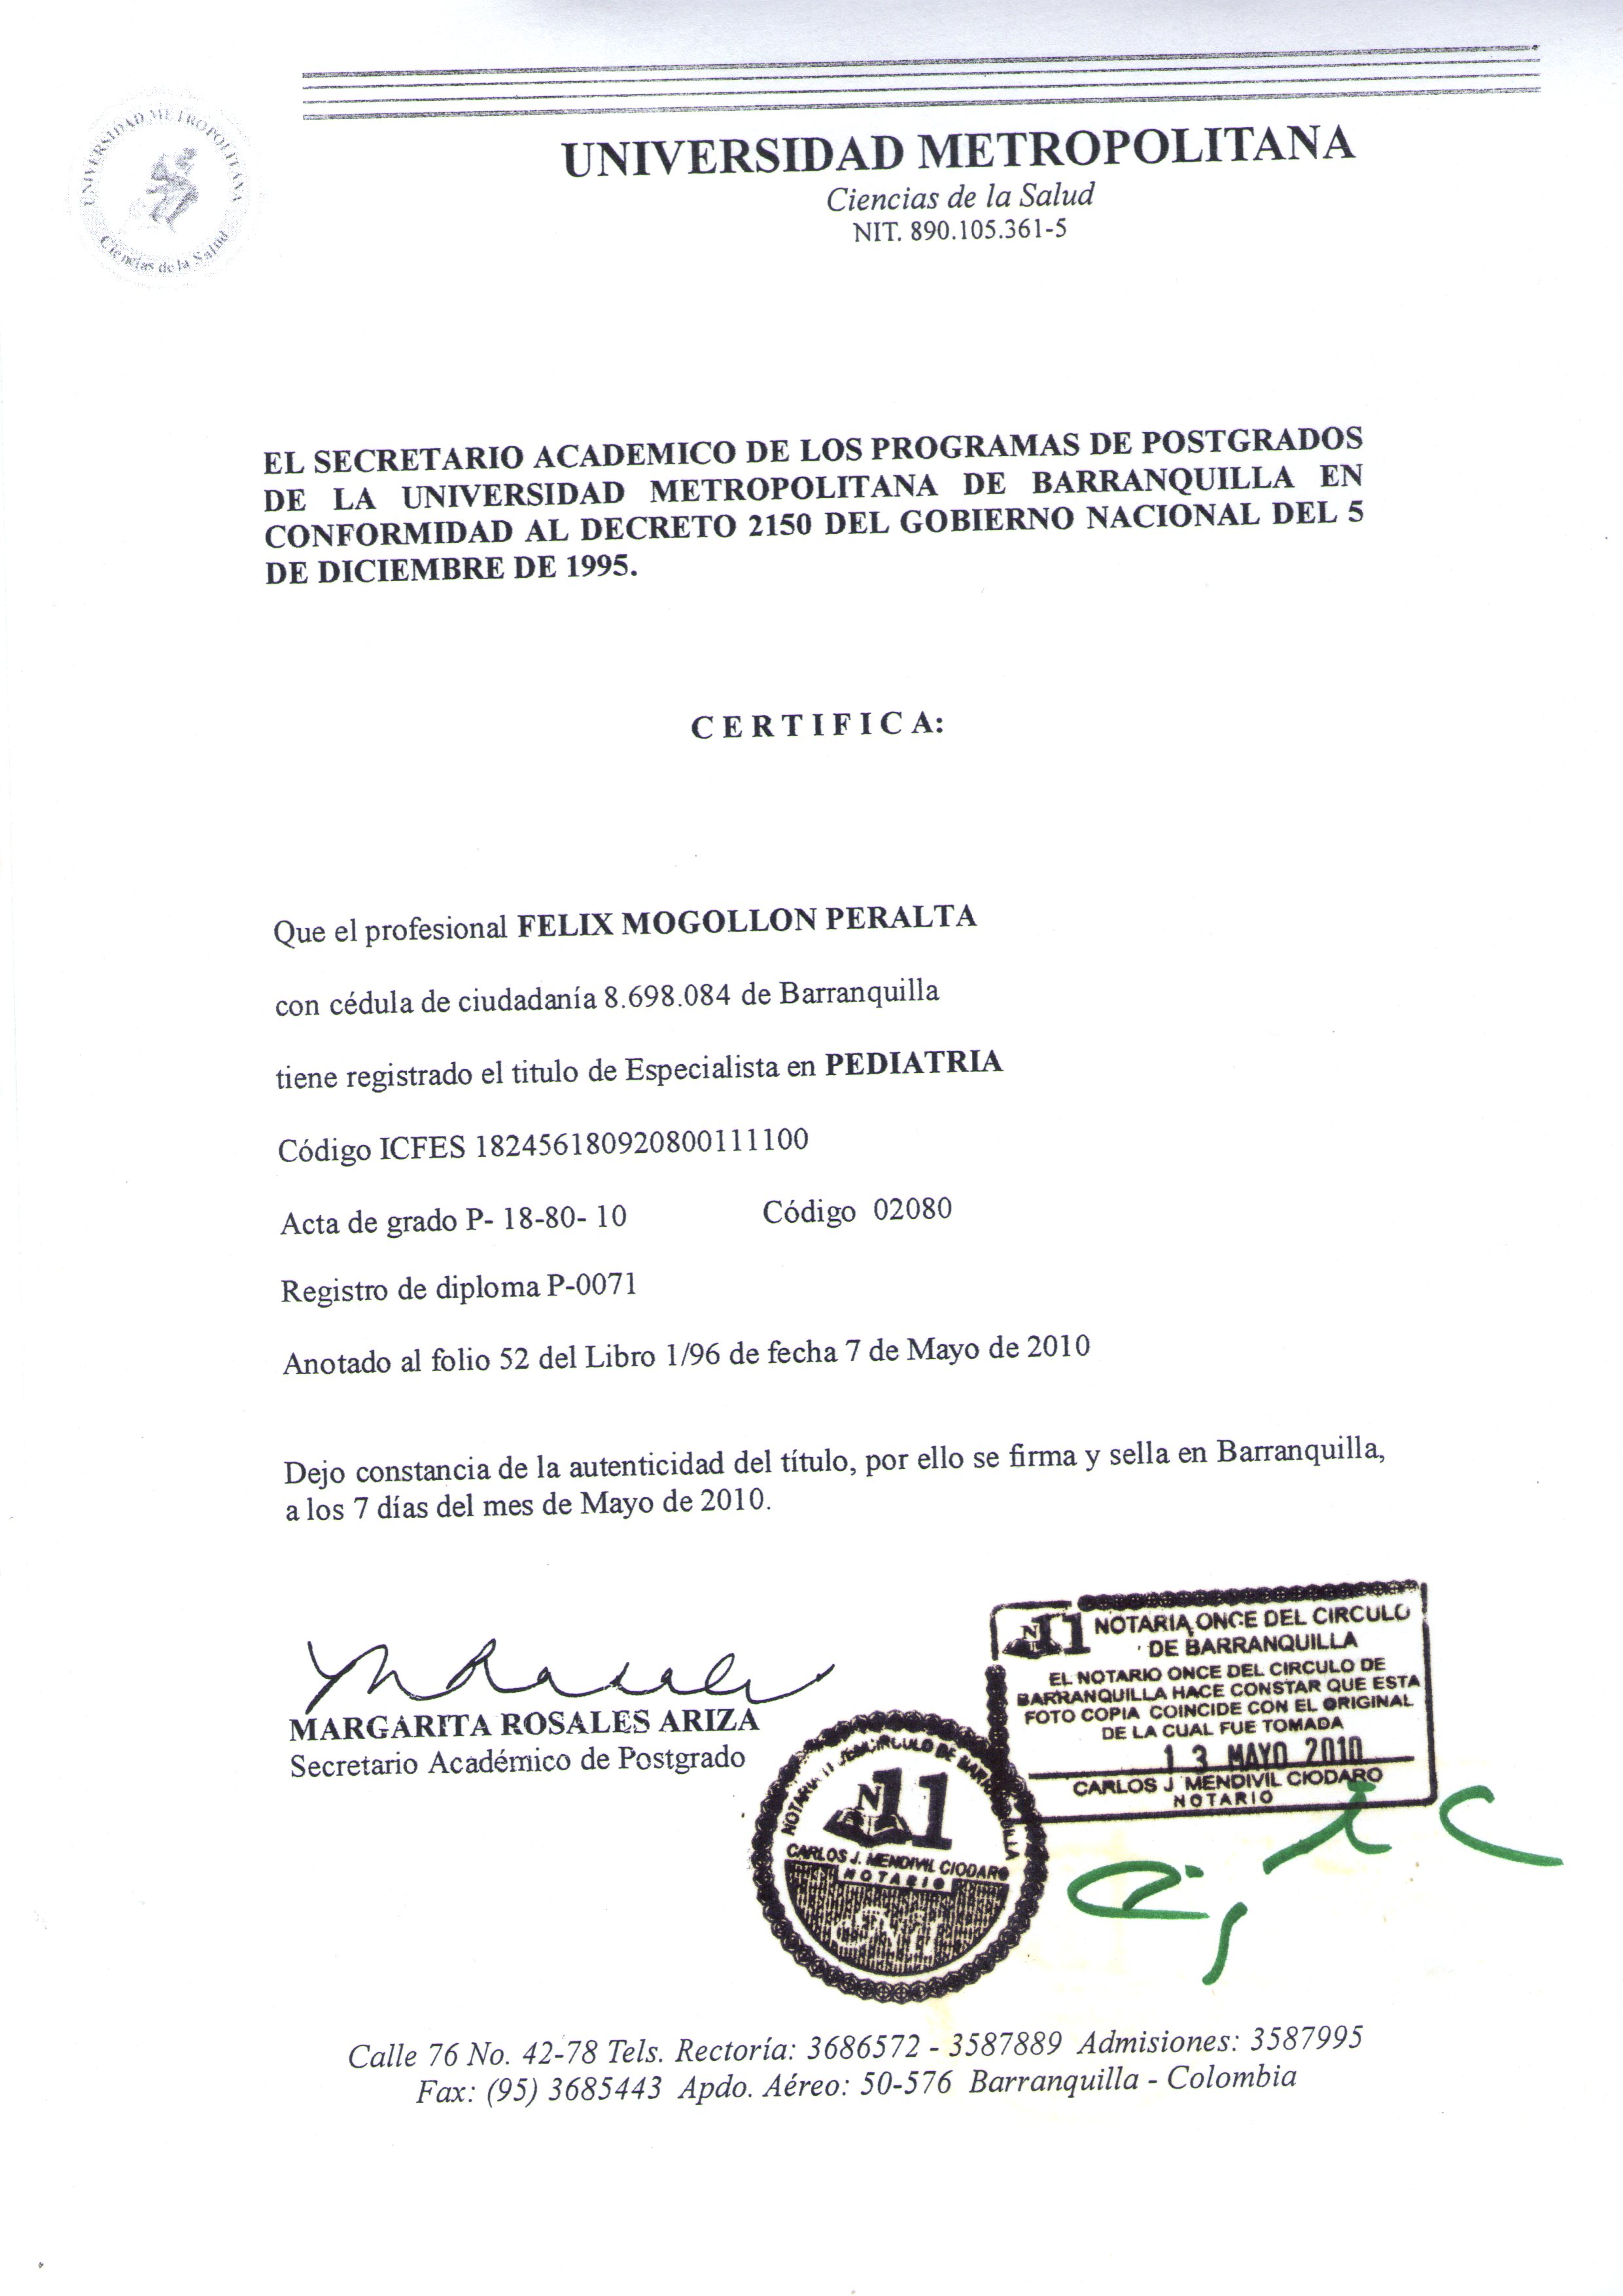 UNIVERSIDAD METROPOLITANA
Ciencias de la Salud
UNIVERSIDAD METROPOLITANA
Ciencias de la Salud
NIT. 890.105.361-5
EL SECRETARIO ACADEMICO DE LOS PROGRAMAS DE POSTGRADOS
DE LA UNIVERSIDAD METROPOLITANA DE BARRANQUILLA EN
CONFORMIDAD AL DECRETO 2150 DEL GOBIERNO NACIONAL DEL 5
DE DICIEMBRE DE 1995.
C E R T I F I C A:
Que el profesional FELIX MOGOLLON PERALTA
con cédula de ciudadanía 8.698.084 de Barranquilla
tiene registrado el titulo de Especialista en PEDIATRIA
Código ICFES 182456180920800111100
Acta de grado P- 18-80- 10 Código 02080
Registro de diploma P-0071
Anotado al folio 52 del Libro 1/96 de fecha 7 de Mayo de 2010
Dejo constancia de la autenticidad del título, por ello se firma y sella en Barranquilla,
a los 7 días del mes de Mayo de 2010.
MARGARITA ROSALES ARIZA
Secretario Académico de Postgrado
N 11 NOTARIA ONCE DEL CIRCULO
DE BARRANQUILLA
EL NOTARIO ONCE DEL CIRCULO DE
BARRANQUILLA HACE CONSTAR QUE ESTA
FOTO COPIA COINCIDE CON EL ORIGINAL
DE LA CUAL FUE TOMADA
13 MAYO 2010
CARLOS J MENDIVIL CIODARO
NOTARIO
N 11
CARLOS J. MENDIVIL CIODARO
NOTARIO
Calle 76 No. 42-78 Tels. Rectoría: 3686572 - 3587889 Admisiones: 3587995
Fax: (95) 3685443 Apdo. Aéreo: 50-576 Barranquilla - Colombia